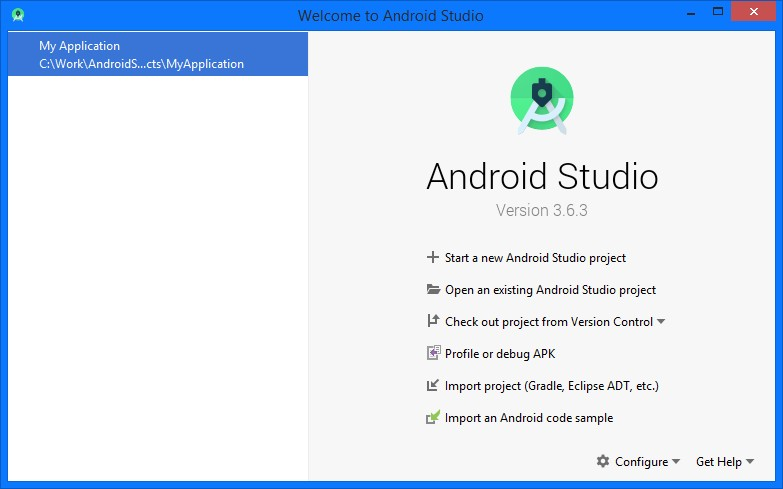 Welcome to Android Studio
My Application
C:\Work\AndroidS...cts\MyApplication
Android Studio
Version 3.6.3
Start a new Android Studio project
Open an existing Android Studio project
Check out project from Version Control
Profile or debug APK
Import project (Gradle, Eclipse ADT, etc.)
Import an Android code sample
Configure Get Help